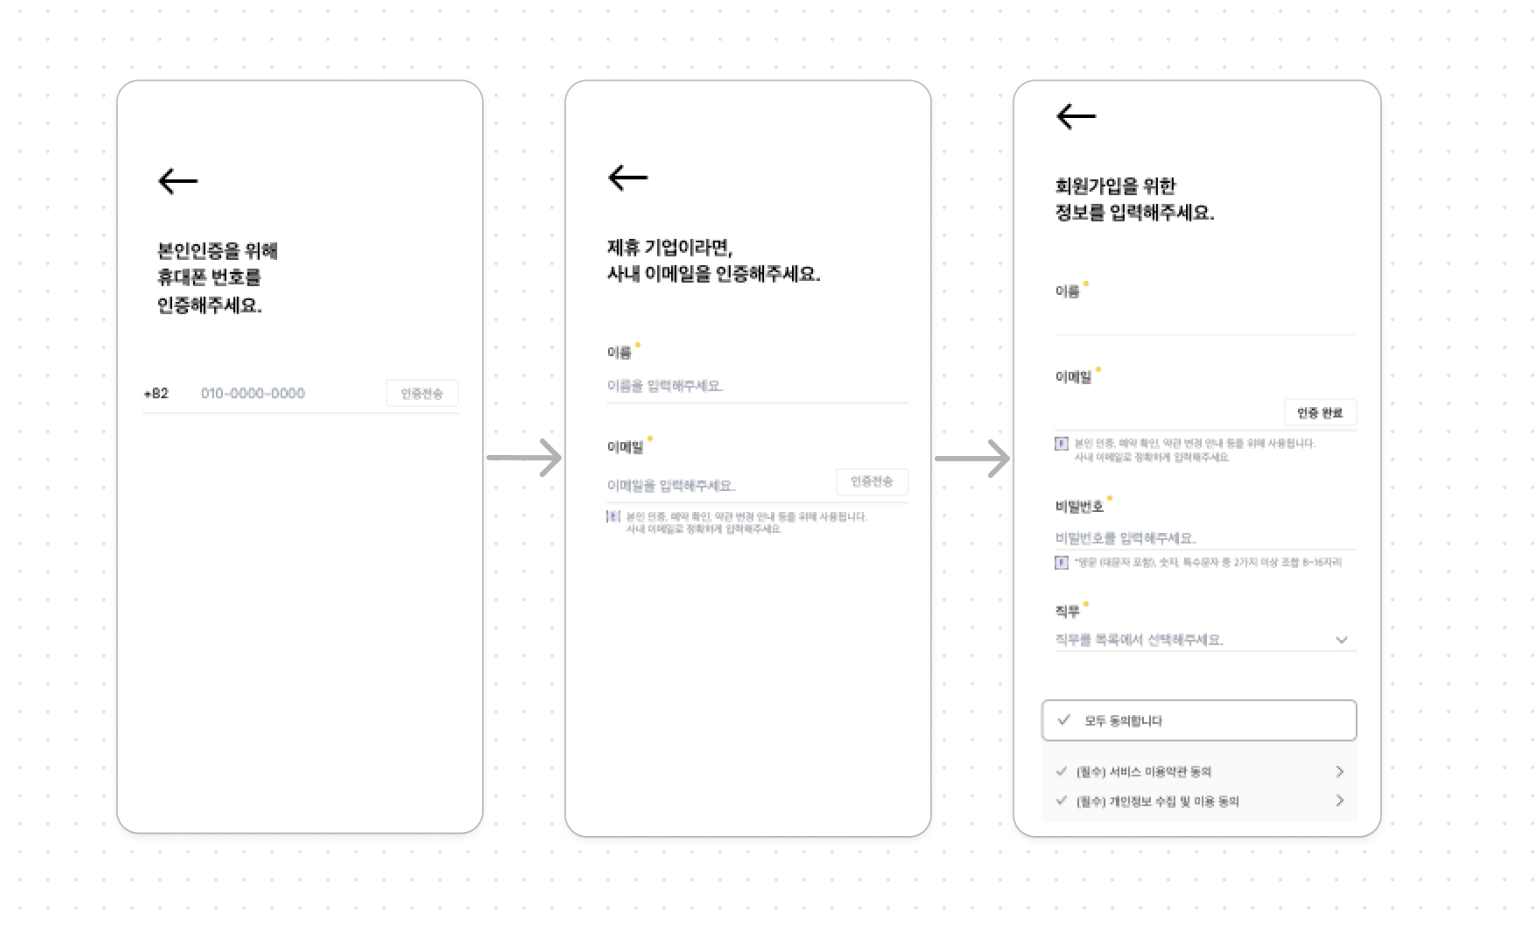 본인인증을 위해
휴대폰 번호를
인증해주세요.
+82 010-0000-0000 인증전송
제휴 기업이라면,
사내 이메일을 인증해주세요.
이름
이름을 입력해주세요.
이메일
이메일을 입력해주세요. 인증전송
본인 인증, 예약 확인, 약관 변경 안내 등을 위해 사용됩니다.
사내 이메일로 정확하게 입력해주세요.
회원가입을 위한
정보를 입력해주세요.
이름
이메일
인증 완료
본인 인증, 예약 확인, 약관 변경 안내 등을 위해 사용됩니다.
사내 이메일로 정확하게 입력해주세요.
비밀번호
비밀번호를 입력해주세요.
*영문 (대문자 포함), 숫자, 특수문자 중 2가지 이상 조합 8~16자리
직무
직무를 목록에서 선택해주세요.
모두 동의합니다
(필수) 서비스 이용약관 동의
(필수) 개인정보 수집 및 이용 동의